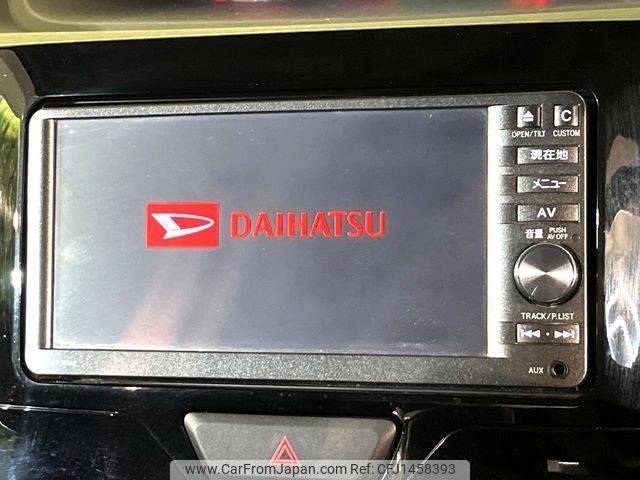 OPEN/TILT
C
CUSTOM
現在地
メニュー
AV
音量 PUSH AV OFF
DAIHATSU
TRACK/P.LIST
AUX
www.CarFromJapan.com - CFJ1458393